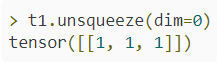 > t1.unsqueeze(dim=0)
tensor([[1, 1, 1]])